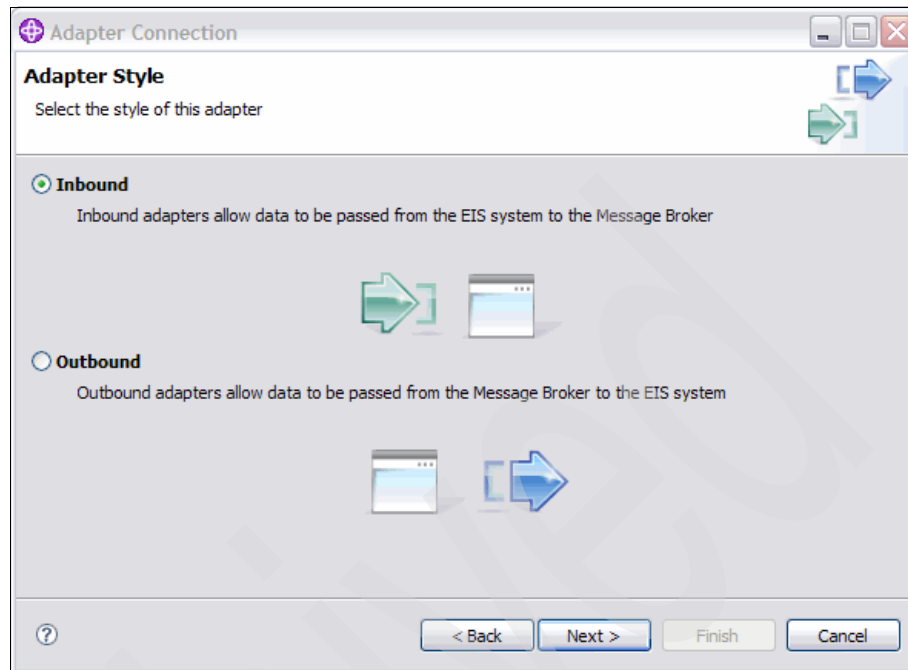 Adapter Connection
Adapter Style
Select the style of this adapter
Inbound
Inbound adapters allow data to be passed from the EIS system to the Message Broker
Outbound
Outbound adapters allow data to be passed from the Message Broker to the EIS system
?
< Back
Next >
Finish
Cancel